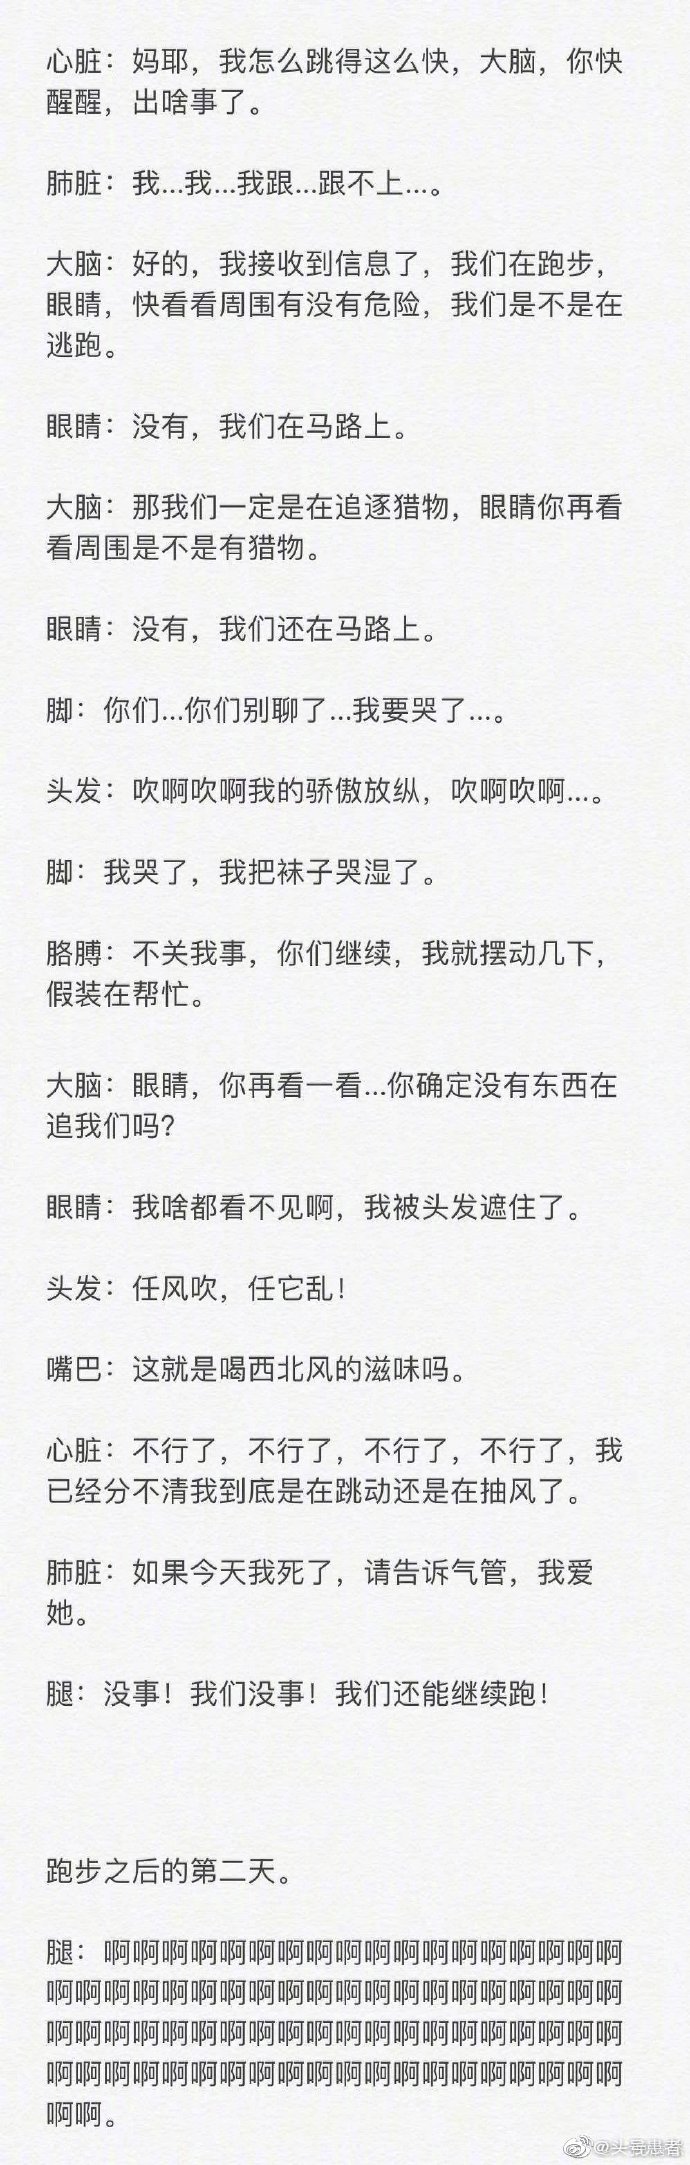 心脏：妈耶，我怎么跳得这么快，大脑，你快
醒醒，出啥事了。
肺脏：我...我...我跟...跟不上...。
大脑：好的，我接收到信息了，我们在跑步，
眼睛，快看看周围有没有危险，我们是不是在
逃跑。
眼睛：没有，我们在马路上。
大脑：那我们一定是在追逐猎物，眼睛你再看
看周围是不是有猎物。
眼睛：没有，我们还在马路上。
脚：你们...你们别聊了...我要哭了...。
头发：吹啊吹啊我的骄傲放纵，吹啊吹啊...。
脚：我哭了，我把袜子哭湿了。
胳膊：不关我事，你们继续，我就摆动几下，
假装在帮忙。
大脑：眼睛，你再看一看...你确定没有东西在
追我们吗？
眼睛：我啥都看不见啊，我被头发遮住了。
头发：任风吹，任它乱！
嘴巴：这就是喝西北风的滋味吗。
心脏：不行了，不行了，不行了，不行了，我
已经分不清我到底是在跳动还是在抽风了。
肺脏：如果今天我死了，请告诉气管，我爱
她。
腿：没事！我们没事！我们还能继续跑！
跑步之后的第二天。
腿：啊啊啊啊啊啊啊啊啊啊啊啊啊啊啊啊啊啊
啊啊啊啊啊啊啊啊啊啊啊啊啊啊啊啊啊啊啊啊
啊啊啊啊啊啊啊啊啊啊啊啊啊啊啊啊啊啊啊啊
啊啊啊啊啊啊啊啊啊啊啊啊啊啊啊啊啊啊啊啊
啊啊。
@头号患者